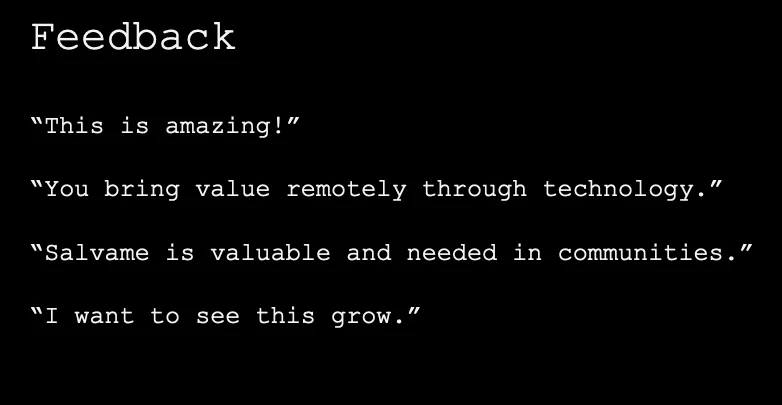 Feedback
“This is amazing!”
“You bring value remotely through technology.”
“Salvame is valuable and needed in communities.”
“I want to see this grow.”